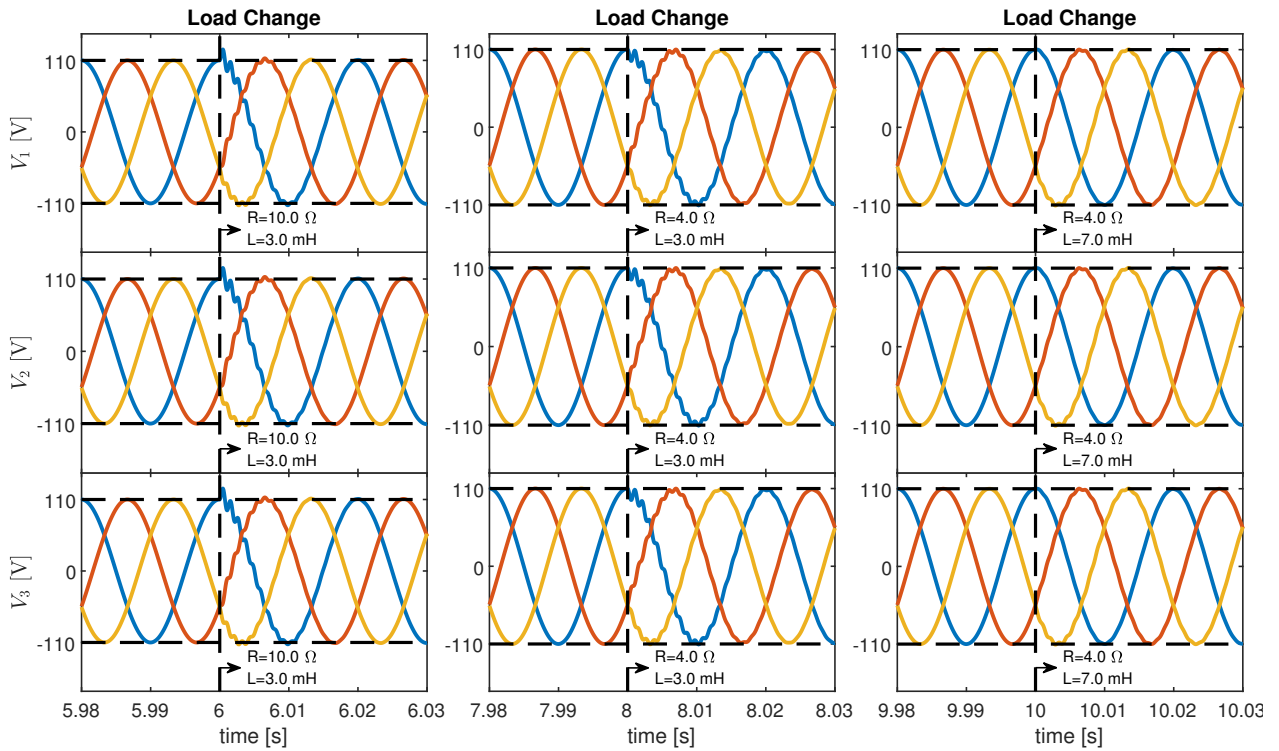 Load Change
Load Change
Load Change
110
0
-110
V1 [V]
R=10.0 Ω
L=3.0 mH
110
0
-110
R=4.0 Ω
L=3.0 mH
110
0
-110
R=4.0 Ω
L=7.0 mH
110
0
-110
V2 [V]
R=10.0 Ω
L=3.0 mH
110
0
-110
R=4.0 Ω
L=3.0 mH
110
0
-110
R=4.0 Ω
L=7.0 mH
110
0
-110
V3 [V]
R=10.0 Ω
L=3.0 mH
110
0
-110
R=4.0 Ω
L=3.0 mH
110
0
-110
R=4.0 Ω
L=7.0 mH
5.98 5.99 6 6.01 6.02 6.03
7.98 7.99 8 8.01 8.02 8.03
9.98 9.99 10 10.01 10.02 10.03
time [s]
time [s]
time [s]